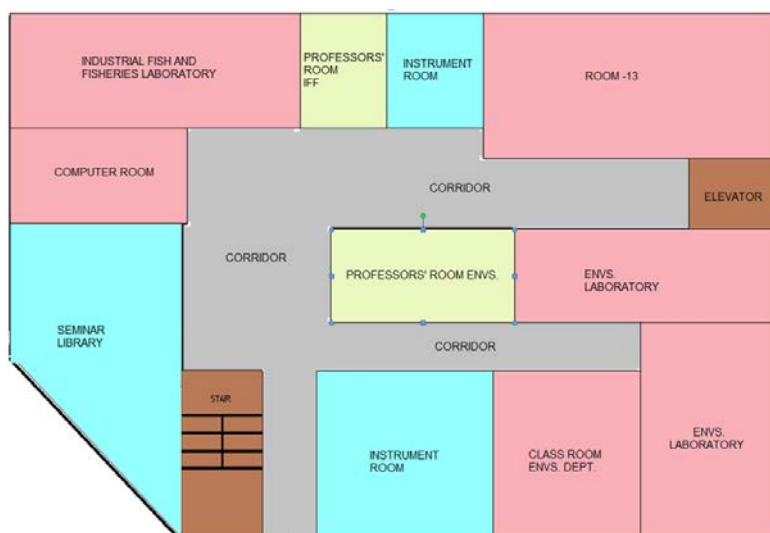 INDUSTRIAL FISH AND
FISHERIES LABORATORY
PROFESSORS'
ROOM
IFF
INSTRUMENT
ROOM
ROOM -13
COMPUTER ROOM
CORRIDOR
ELEVATOR
CORRIDOR
PROFESSORS' ROOM ENVS.
ENVS.
LABORATORY
SEMINAR
LIBRARY
CORRIDOR
STAIR
INSTRUMENT
ROOM
CLASS ROOM
ENVS. DEPT.
ENVS.
LABORATORY